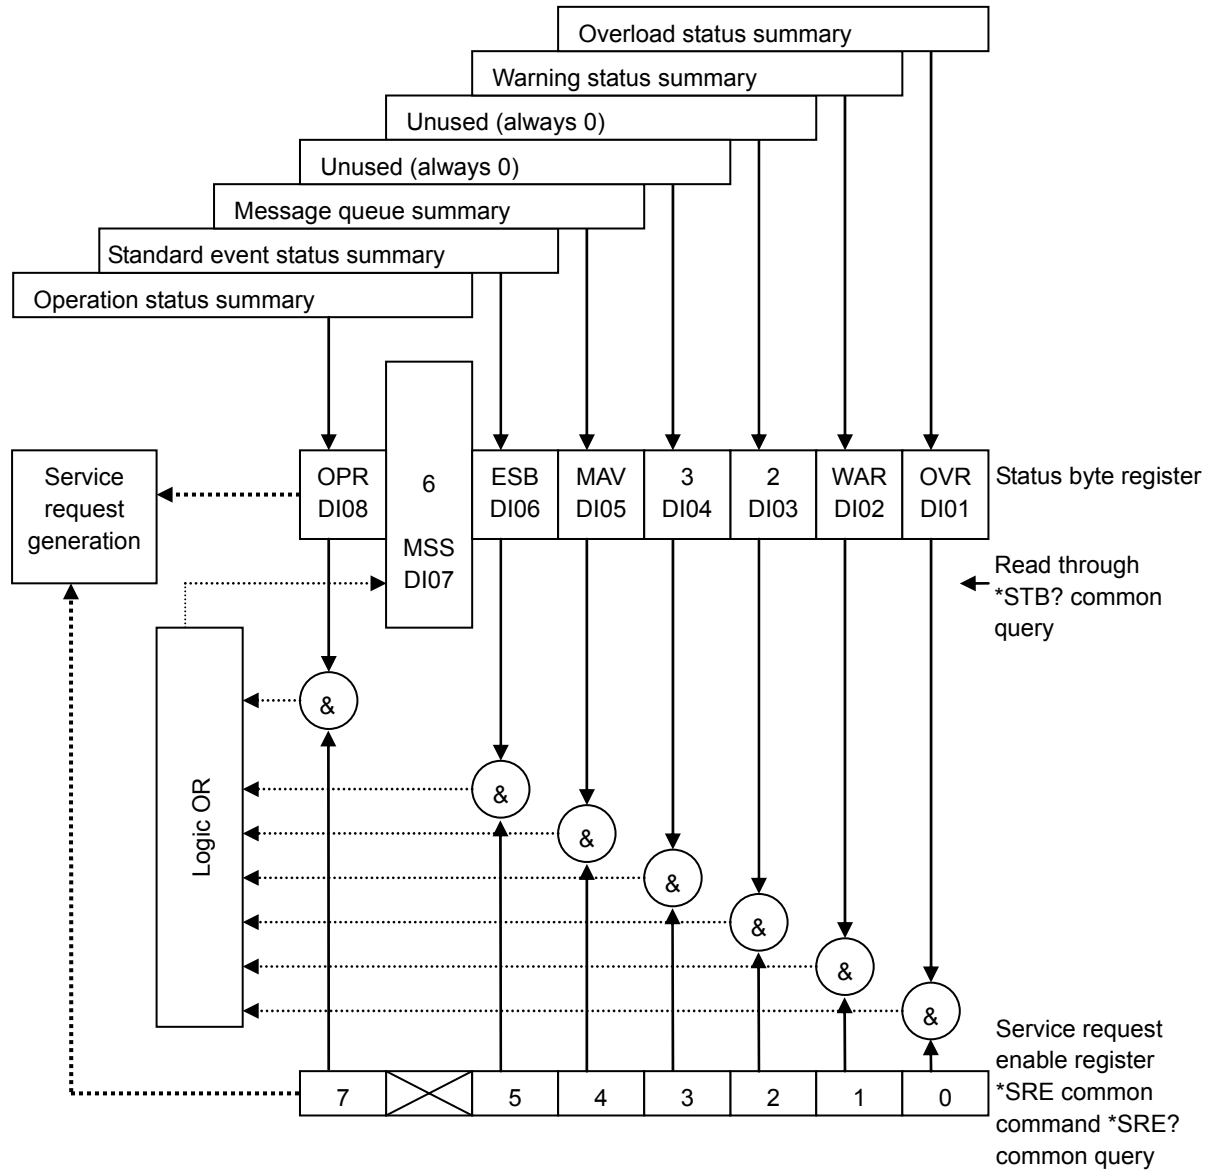 Overload status summary
Warning status summary
Unused (always 0)
Unused (always 0)
Message queue summary
Standard event status summary
Operation status summary
Service
request
generation
OPR
DI08
6
MSS
DI07
ESB
DI06
MAV
DI05
3
DI04
2
DI03
WAR
DI02
OVR
DI01
Status byte register
Read through
*STB? common
query
&
&
&
&
&
&
&
Logic OR
7
5
4
3
2
1
0
Service request
enable register
*SRE common
command *SRE?
common query